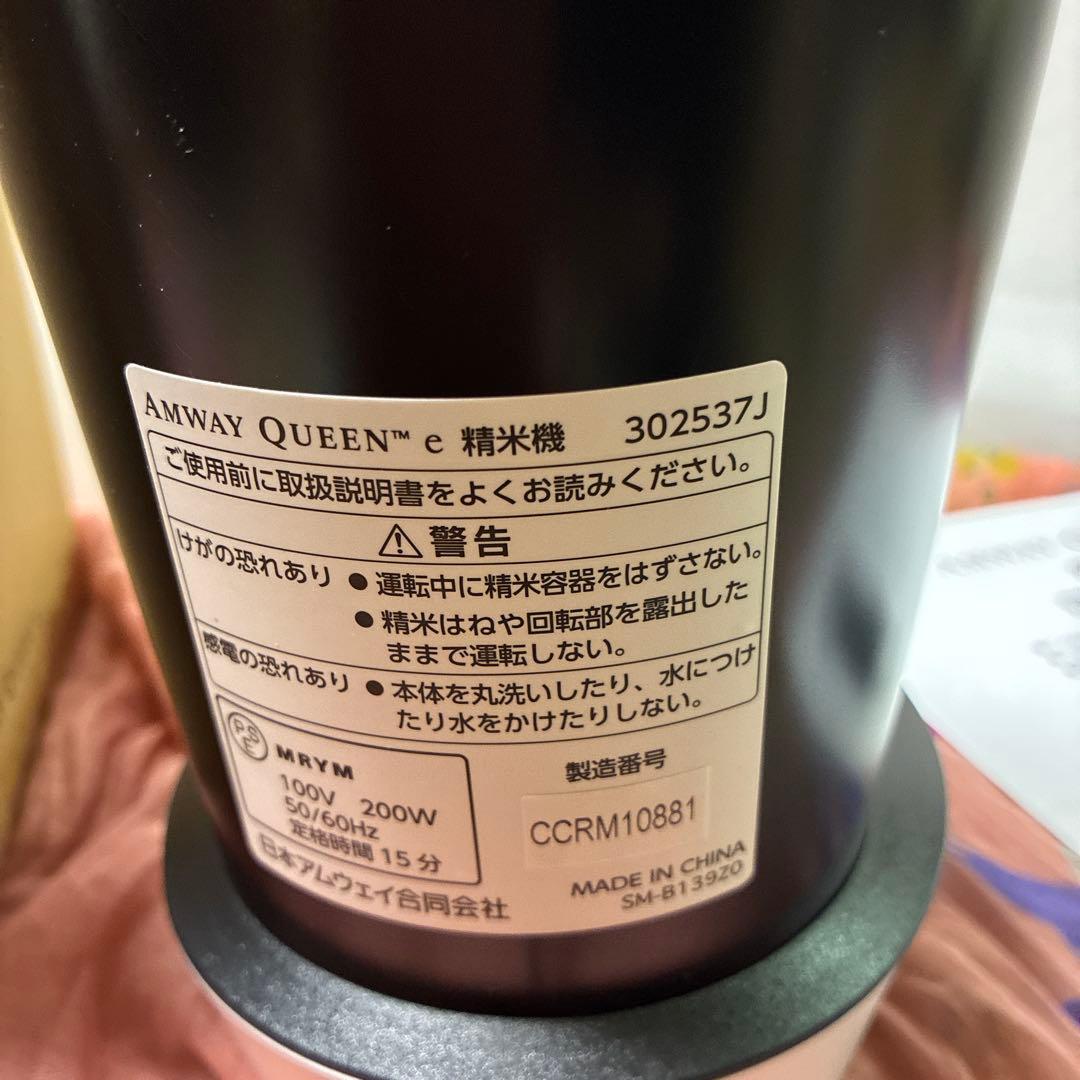 AMWAY QUEEN™ e 精米機 302537J
ご使用前に取扱説明書をよくお読みください。
⚠警告
けがの恐れあり ●運転中に精米容器をはずさない。
●精米はねや回転部を露出した
ままで運転しない。
感電の恐れあり ●本体を丸洗いしたり、水につけ
たり水をかけたりしない。
PSE MRYM
100V 200W
50/60Hz
定格時間 15分
日本アムウェイ合同会社
製造番号
CCRM10881
MADE IN CHINA
SM-B139Z0